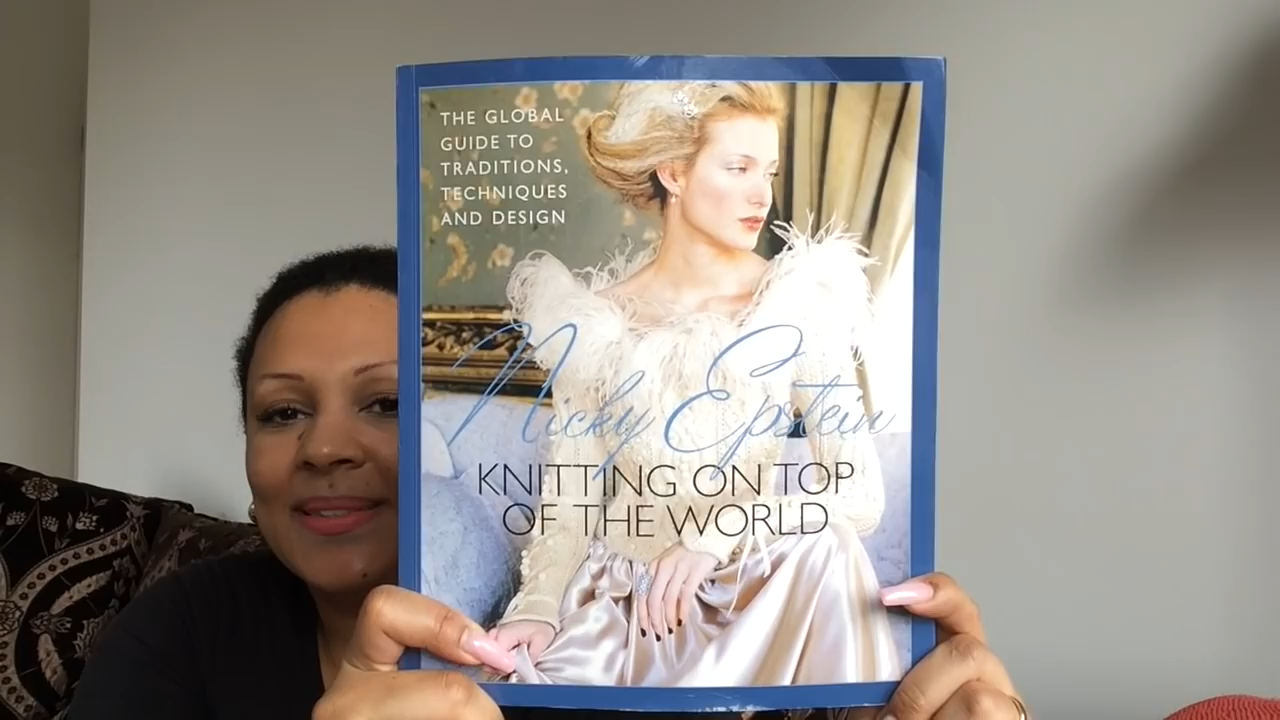 THE GLOBAL
GUIDE TO
TRADITIONS,
TECHNIQUES
AND DESIGN
Nicky Epstein
KNITTING ON TOP
OF THE WORLD